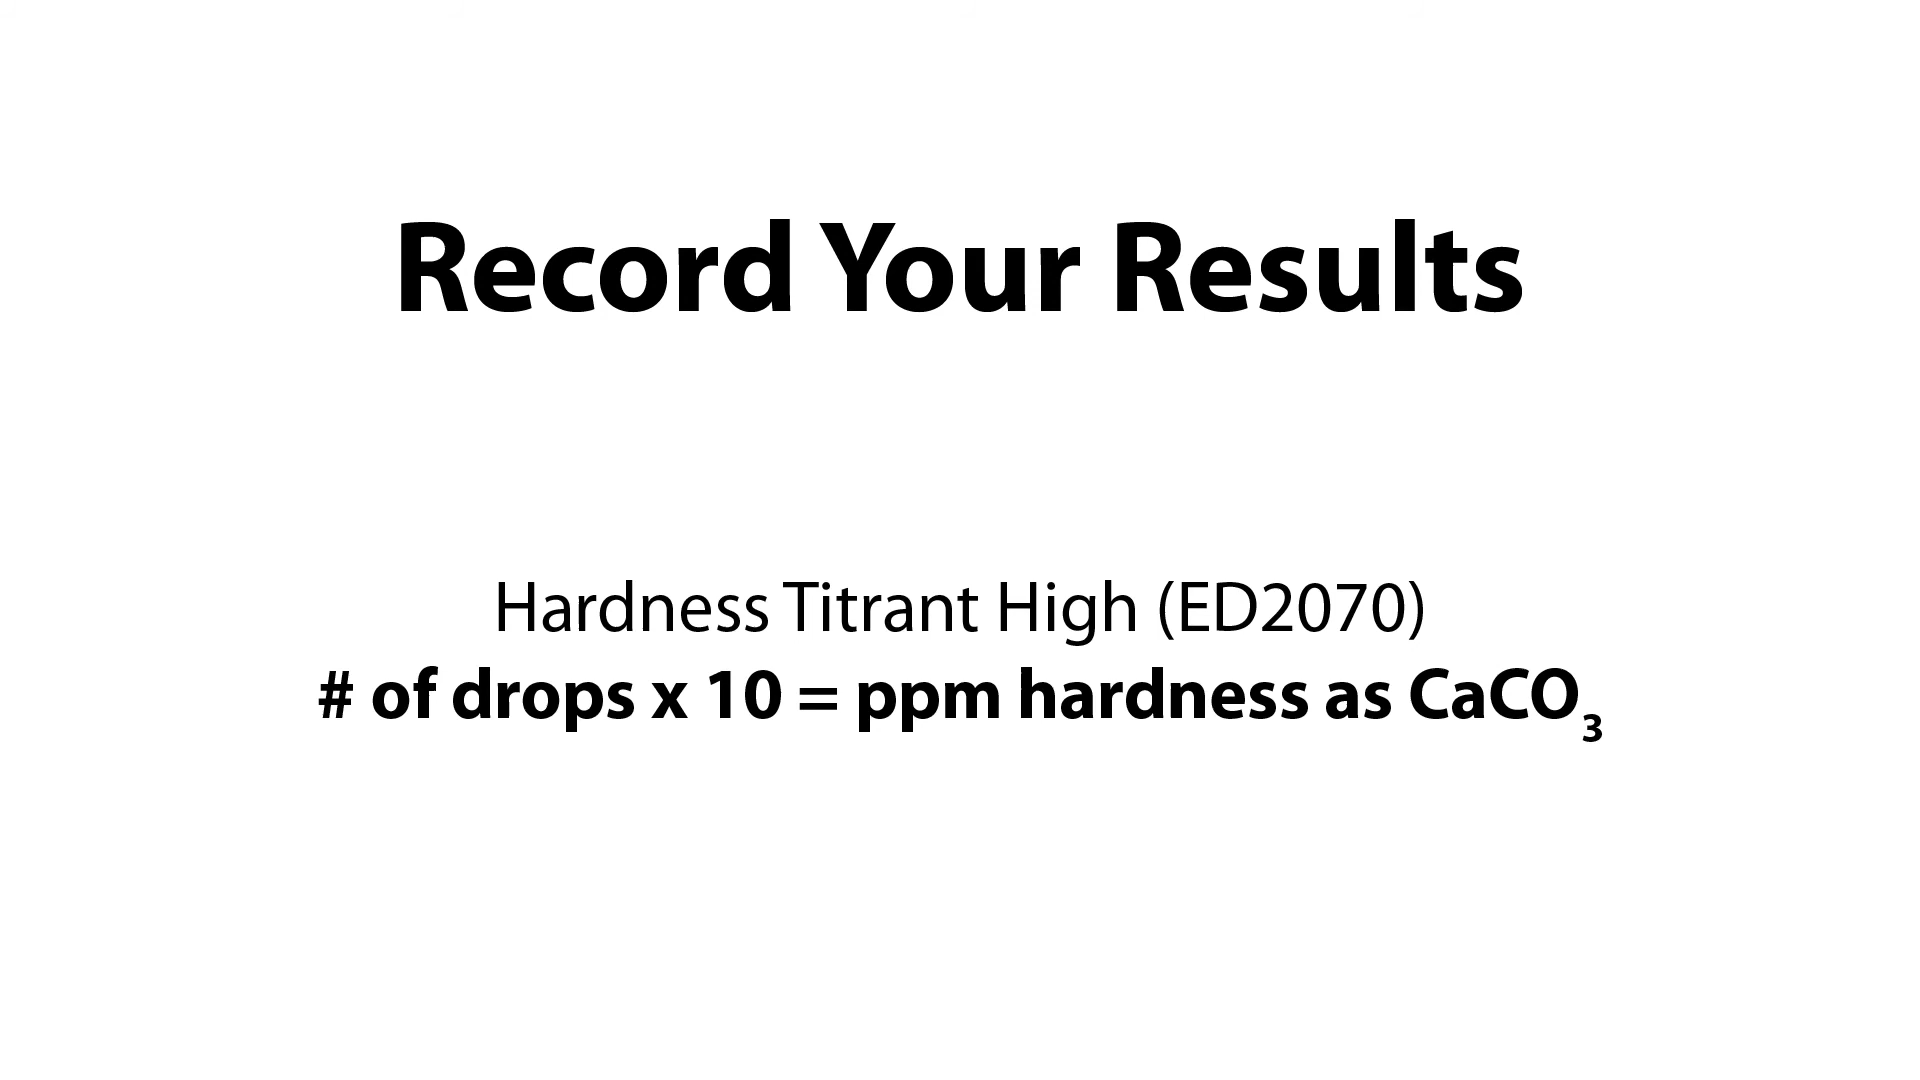 Record Your Results
Hardness Titrant High (ED2070)
# of drops x 10 = ppm hardness as CaCO₃